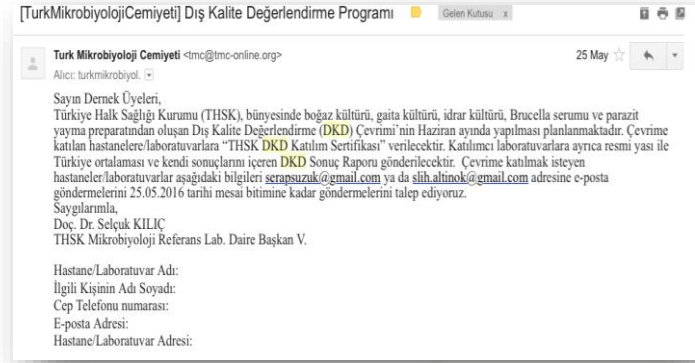 [TurkMikrobiyolojiCemiyeti] Dış Kalite Değerlendirme Programı Gelen Kutusu x
Turk Mikrobiyoloji Cemiyeti <tmc@tmc-online.org> 25 May
Alıcı: turkmikrobiyol.
Sayın Dernek Üyeleri,
Türkiye Halk Sağlığı Kurumu (THSK), bünyesinde boğaz kültürü, gaita kültürü, idrar kültürü, Brucella serumu ve parazit
yayma preparatından oluşan Dış Kalite Değerlendirme (DKD) Çevrimi'nin Haziran ayında yapılması planlanmaktadır. Çevrime
katılan hastanelere/laboratuvarlara “THSK DKD Katılım Sertifikası” verilecektir. Katılımcı laboratuvarlara ayrıca resmi yası ile
Türkiye ortalaması ve kendi sonuçlarını içeren DKD Sonuç Raporu gönderilecektir. Çevrime katılmak isteyen
hastaneler/laboratuvarlar aşağıdaki bilgileri serapsuzuk@gmail.com ya da slih.altinok@gmail.com adresine e-posta
göndermelerini 25.05.2016 tarihi mesai bitimine kadar göndermelerini talep ediyoruz.
Saygılarımla,
Doç. Dr. Selçuk KILIÇ
THSK Mikrobiyoloji Referans Lab. Daire Başkan V.
Hastane/Laboratuvar Adı:
İlgili Kişinin Adı Soyadı:
Cep Telefonu numarası:
E-posta Adresi:
Hastane/Laboratuvar Adresi: